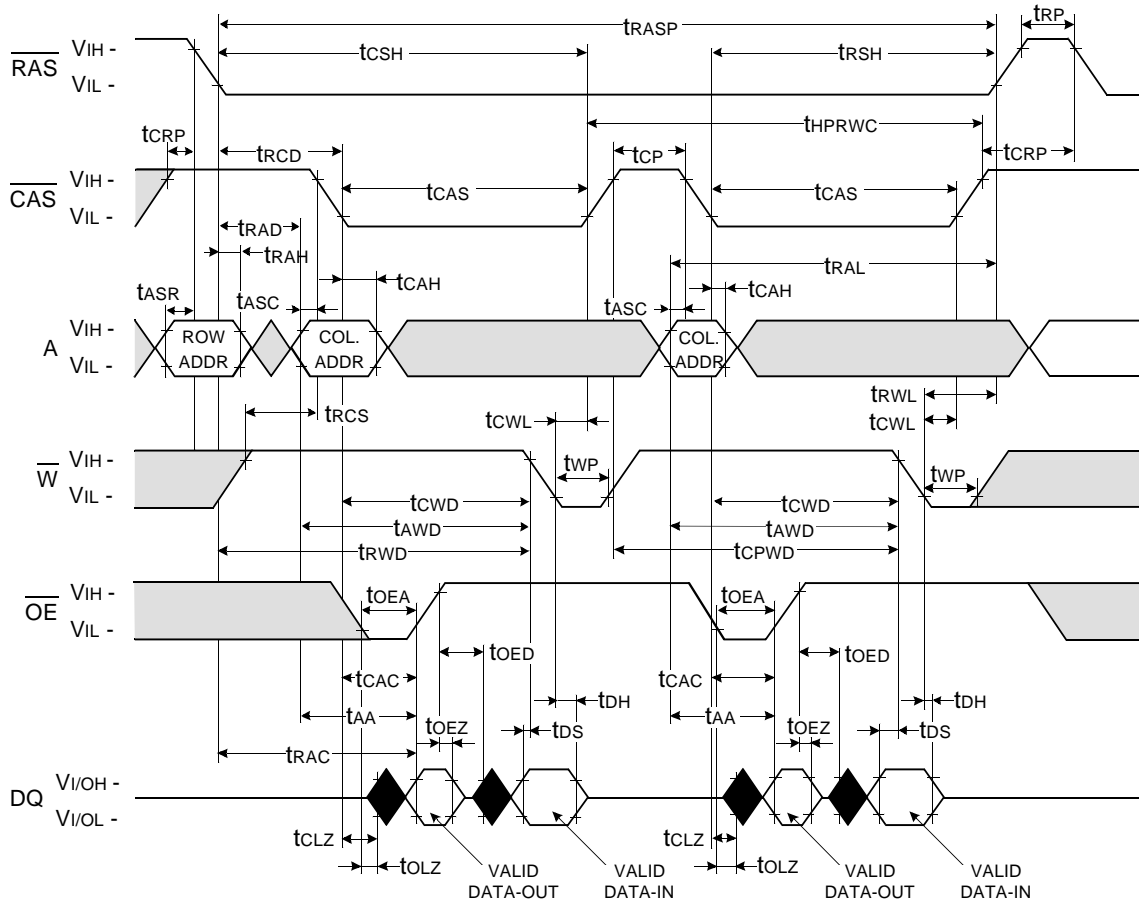 tRASP
tRP
RAS
VIH -
VIL -
tCSH
tRSH
tHPRWC
tCRP
tRCD
tCP
tCRP
CAS
VIH -
VIL -
tCAS
tCAS
tRAD
tRAH
tRAL
tASR
tASC
tCAH
tASC
tCAH
A
VIH -
VIL -
ROW
ADDR
COL.
ADDR
COL.
ADDR
tRCS
tCWL
tRWL
tCWL
W
VIH -
VIL -
tWP
tWP
tCWD
tCWD
tAWD
tAWD
tRWD
tCPWD
OE
VIH -
VIL -
tOEA
tOEA
tOED
tOED
tCAC
tCAC
tDH
tDH
tAA
tOEZ
tDS
tAA
tOEZ
tDS
tRAC
DQ
VI/OH -
VI/OL -
tCLZ
tCLZ
tOLZ
tOLZ
VALID
DATA-OUT
VALID
DATA-IN
VALID
DATA-OUT
VALID
DATA-IN